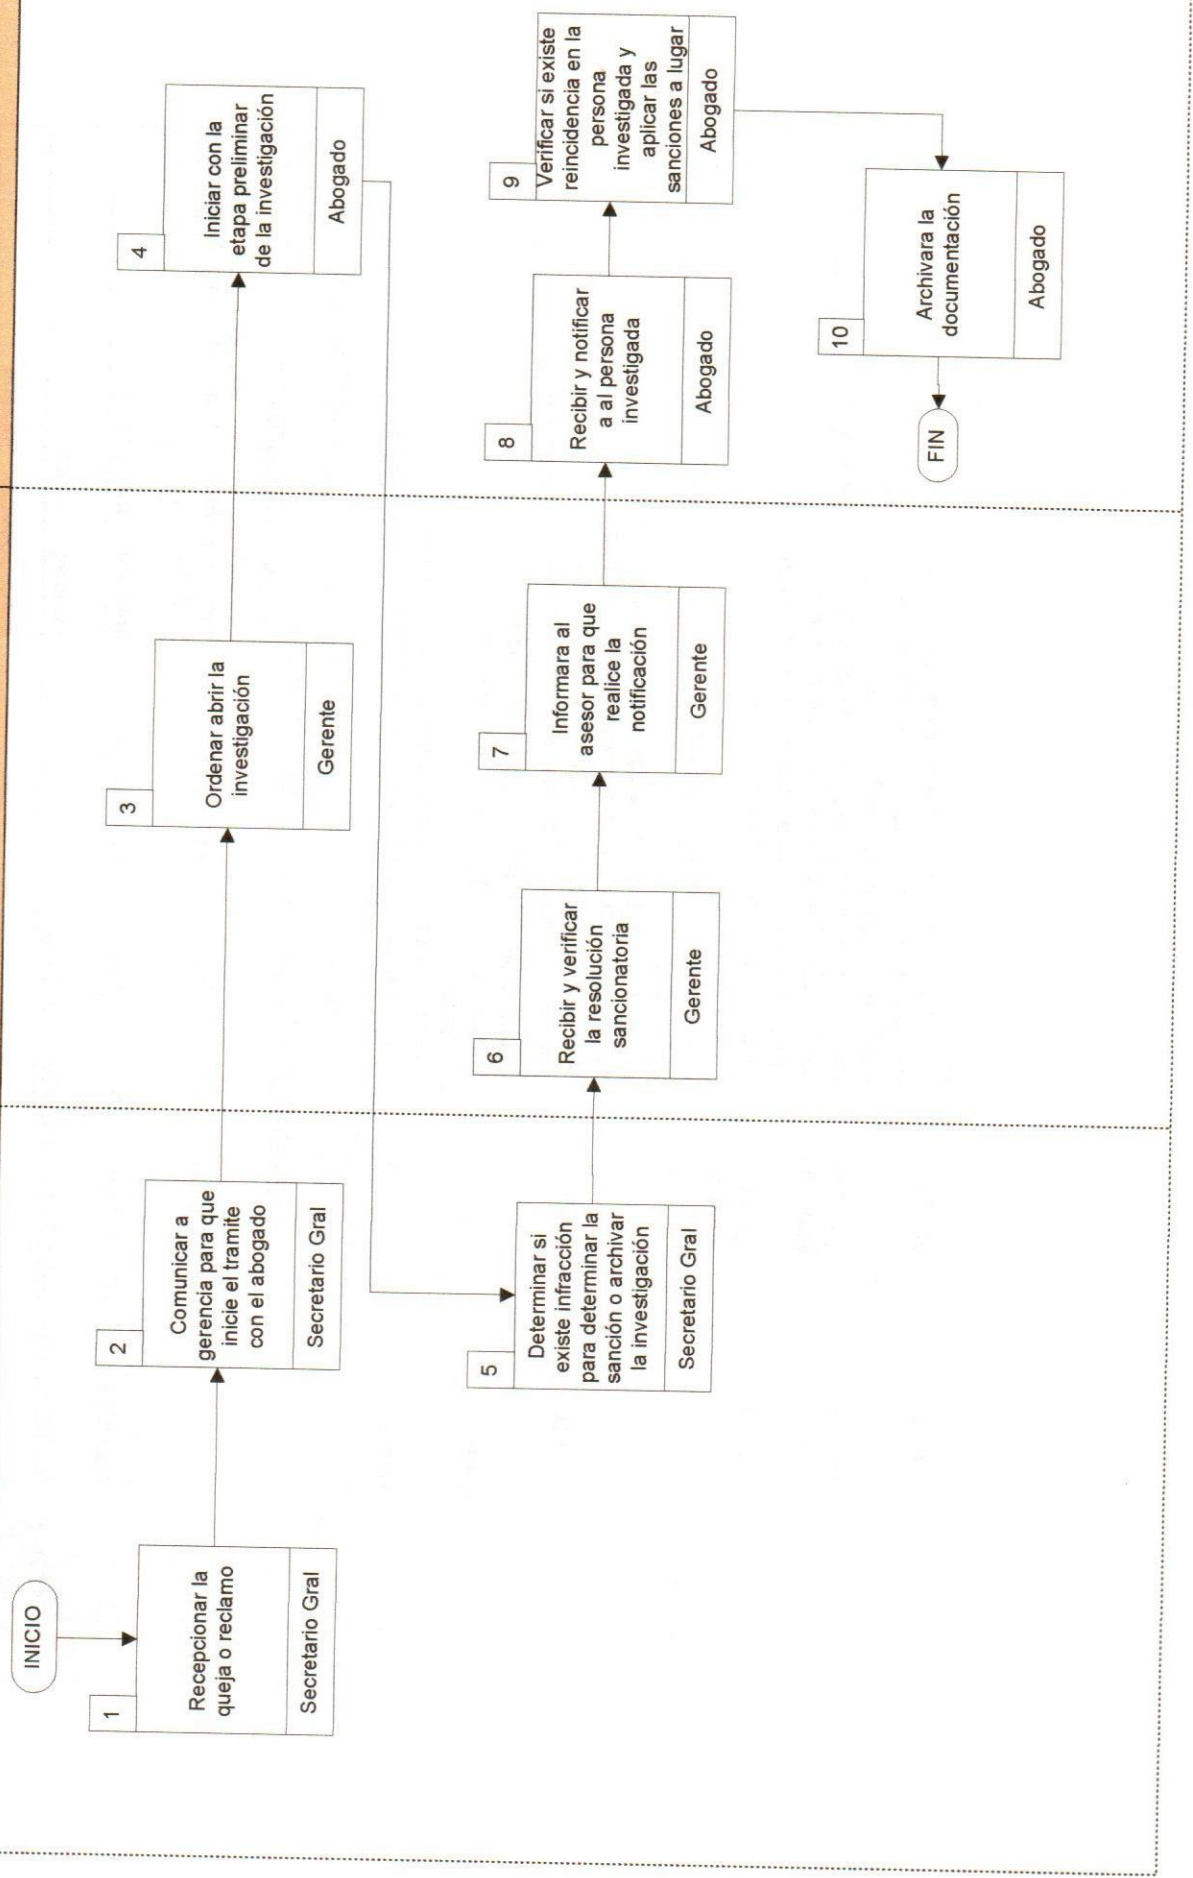 INICIO
1
Recepcionar la
queja o reclamo
Secretario Gral
2
Comunicar a
gerencia para que
inicie el tramite
con el abogado
Secretario Gral
3
Ordenar abrir la
investigación
Gerente
4
Iniciar con la
etapa preliminar
de la investigación
Abogado
5
Determinar si
existe infracción
para determinar la
sanción o archivar
la investigación
Secretario Gral
6
Recibir y verificar
la resolución
sancionatoria
Gerente
7
Informara al
asesor para que
realice la
notificación
Gerente
8
Recibir y notificar
a al persona
investigada
Abogado
9
Verificar si existe
reincidencia en la
persona
investigada y
aplicar las
sanciones a lugar
Abogado
10
Archivara la
documentación
Abogado
FIN